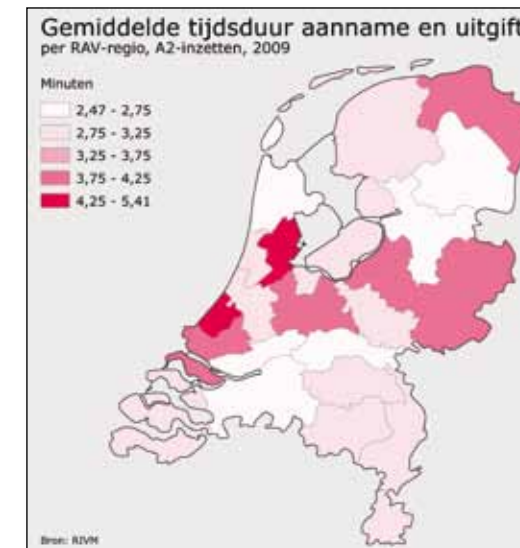 Gemiddelde tijdsduur aanname en uitgift
per RAV-regio, A2-inzetten, 2009
Minuten
2,47 - 2,75
2,75 - 3,25
3,25 - 3,75
3,75 - 4,25
4,25 - 5,41
Bron: RIVM